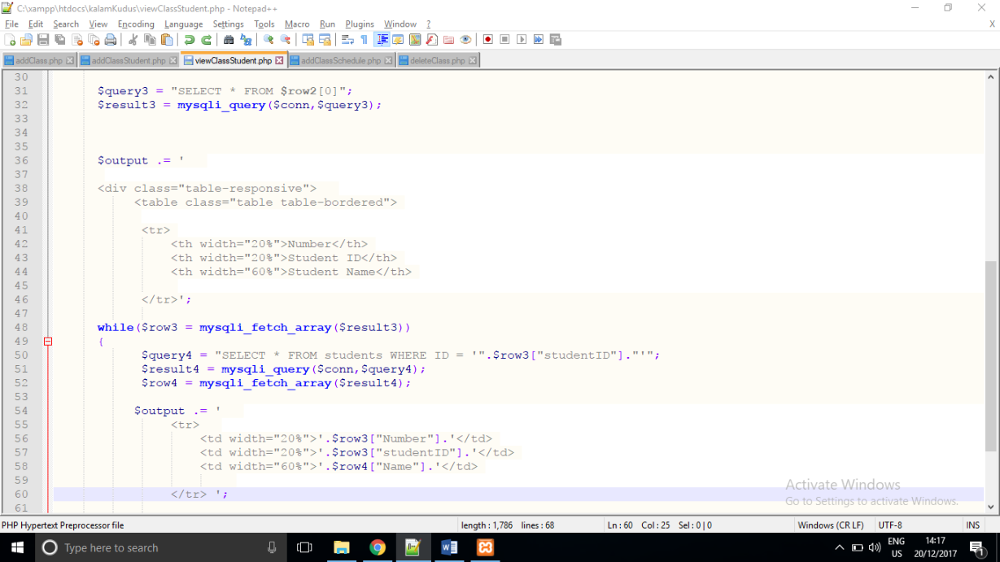 C:\xampp\htdocs\kalamKudus\viewClassStudent.php - Notepad++
File Edit Search View Encoding Language Settings Tools Macro Run Plugins Window ? X
addClass.php addClassStudent.php viewClassStudent.php addClassSchedule.php deleteClass.php
30
31 $query3 = "SELECT * FROM $row2[0]";
32 $result3 = mysqli_query($conn,$query3);
33
34
35
36 $output .= '
37
38 <div class="table-responsive">
39 <table class="table table-bordered">
40
41 <tr>
42 <th width="20%">Number</th>
43 <th width="20%">Student ID</th>
44 <th width="60%">Student Name</th>
45
46 </tr>';
47
48 while($row3 = mysqli_fetch_array($result3))
49 {
50 $query4 = "SELECT * FROM students WHERE ID = '".$row3["studentID"]."'";
51 $result4 = mysqli_query($conn,$query4);
52 $row4 = mysqli_fetch_array($result4);
53
54 $output .= '
55 <tr>
56 <td width="20%">'.$row3["Number"].'</td>
57 <td width="20%">'.$row3["studentID"].'</td>
58 <td width="60%">'.$row4["Name"].'</td>
59
60 </tr> ';
61
Activate Windows
Go to Settings to activate Windows.
PHP Hypertext Preprocessor file length : 1,786 lines : 68 Ln : 60 Col : 25 Sel : 0 | 0 Windows (CR LF) UTF-8 INS
Type here to search ENG US 14:17 20/12/2017 1